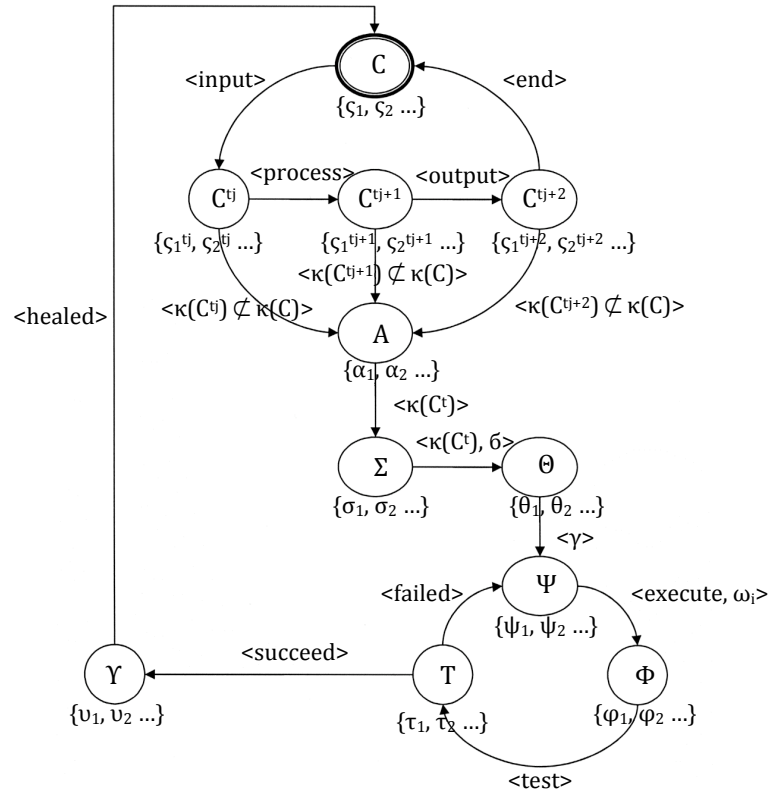 C
<input>
<end>
{ς₁, ς₂ ...}
<process>
<output>
Cᵗʲ
Cᵗʲ⁺¹
Cᵗʲ⁺²
{ς₁ᵗʲ, ς₂ᵗʲ ...}
{ς₁ᵗʲ⁺¹, ς₂ᵗʲ⁺¹ ...}
{ς₁ᵗʲ⁺², ς₂ᵗʲ⁺² ...}
<κ(Cᵗʲ⁺¹) ⊄ κ(C)>
<κ(Cᵗʲ) ⊄ κ(C)>
<κ(Cᵗʲ⁺²) ⊄ κ(C)>
<healed>
A
{α₁, α₂ ...}
<κ(Cᵗ)>
<κ(Cᵗ), б>
Σ
Θ
{σ₁, σ₂ ...}
{θ₁, θ₂ ...}
<γ>
Ψ
<failed>
<execute, ωᵢ>
{ψ₁, ψ₂ ...}
<succeed>
ϒ
T
Φ
{υ₁, υ₂ ...}
{τ₁, τ₂ ...}
{φ₁, φ₂ ...}
<test>